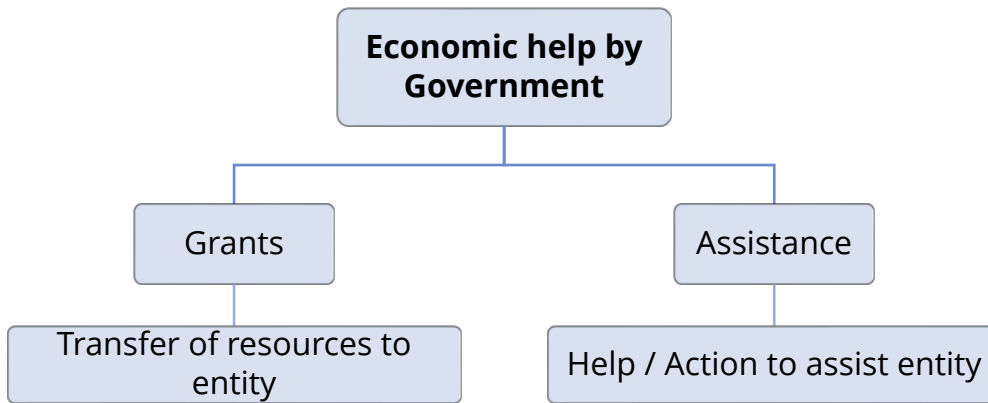 Economic help by
Government
Grants
Assistance
Transfer of resources to
entity
Help / Action to assist entity